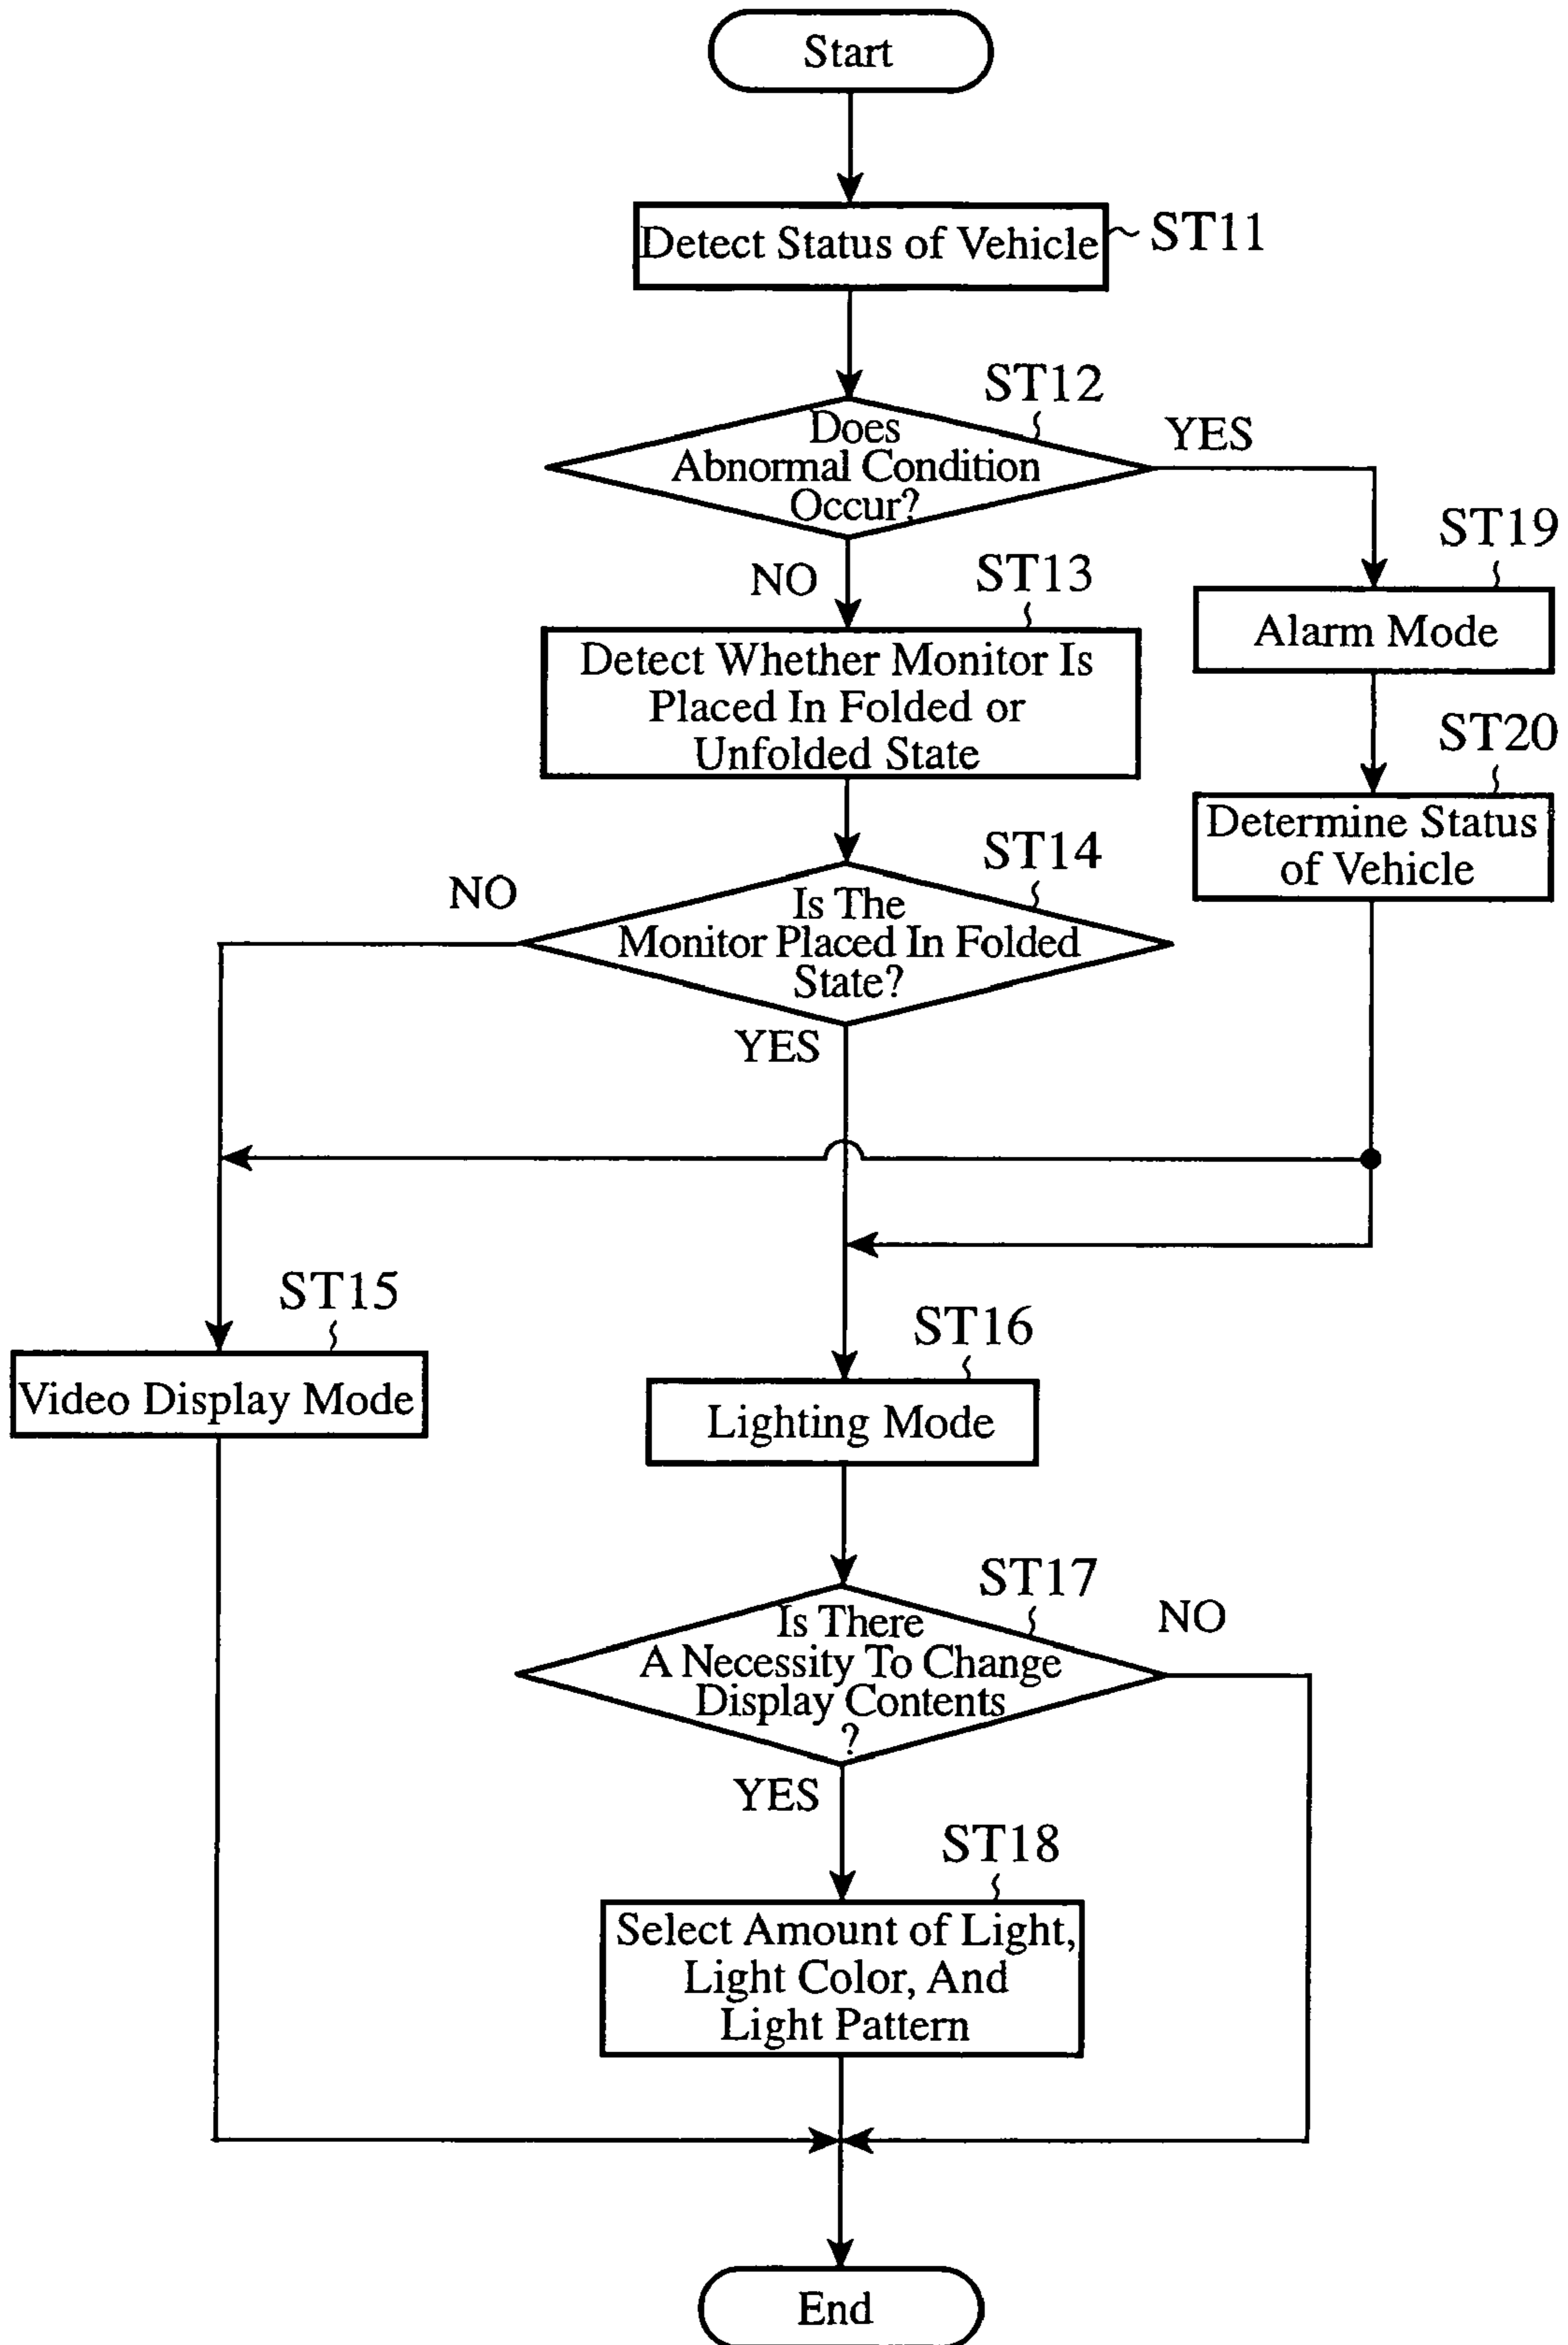 Start
Detect Status of Vehicle
ST11
ST12
Does
Abnormal Condition
Occur?
YES
NO
ST13
Detect Whether Monitor Is
Placed In Folded or
Unfolded State
ST19
Alarm Mode
ST20
Determine Status
of Vehicle
ST14
Is The
Monitor Placed In Folded
State?
NO
YES
ST15
Video Display Mode
ST16
Lighting Mode
ST17
Is There
A Necessity To Change
Display Contents
?
NO
YES
ST18
Select Amount of Light,
Light Color, And
Light Pattern
End